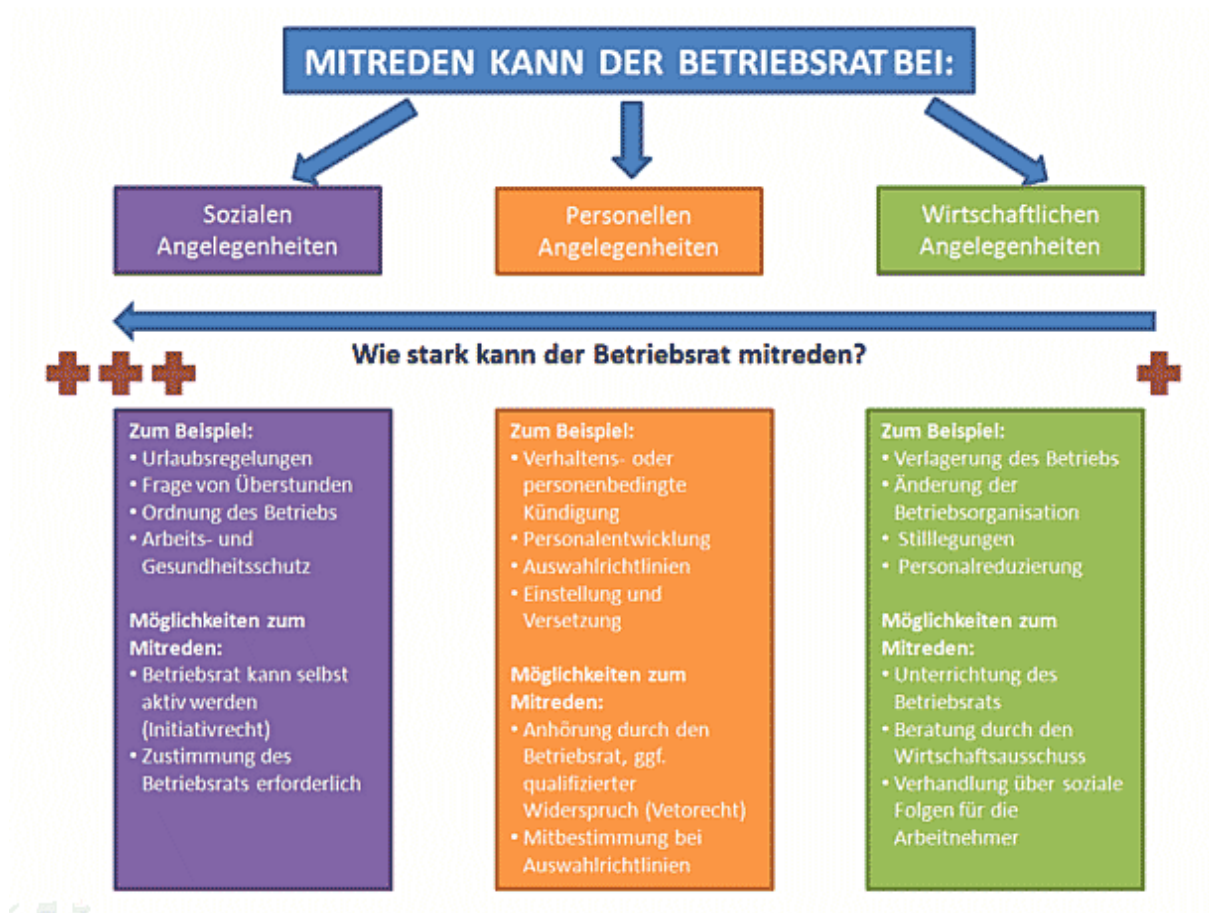 MITREDEN KANN DER BETRIEBSRAT BEI:
Sozialen
Angelegenheiten
Personellen
Angelegenheiten
Wirtschaftlichen
Angelegenheiten
Wie stark kann der Betriebsrat mitreden?
Zum Beispiel:
• Urlaubsregelungen
• Frage von Überstunden
• Ordnung des Betriebs
• Arbeits- und
Gesundheitsschutz
Möglichkeiten zum
Mitreden:
• Betriebsrat kann selbst
aktiv werden
(Initiativrecht)
• Zustimmung des
Betriebsrats erforderlich
Zum Beispiel:
• Verhaltens- oder
personenbedingte
Kündigung
• Personalentwicklung
• Auswahlrichtlinien
• Einstellung und
Versetzung
Möglichkeiten zum
Mitreden:
• Anhörung durch den
Betriebsrat, ggf.
qualifizierter
Widerspruch (Vetorecht)
• Mitbestimmung bei
Auswahlrichtlinien
Zum Beispiel:
• Verlagerung des Betriebs
• Änderung der
Betriebsorganisation
• Stilllegungen
• Personalreduzierung
Möglichkeiten zum
Mitreden:
• Unterrichtung des
Betriebsrats
• Beratung durch den
Wirtschaftsausschuss
• Verhandlung über soziale
Folgen für die
Arbeitnehmer